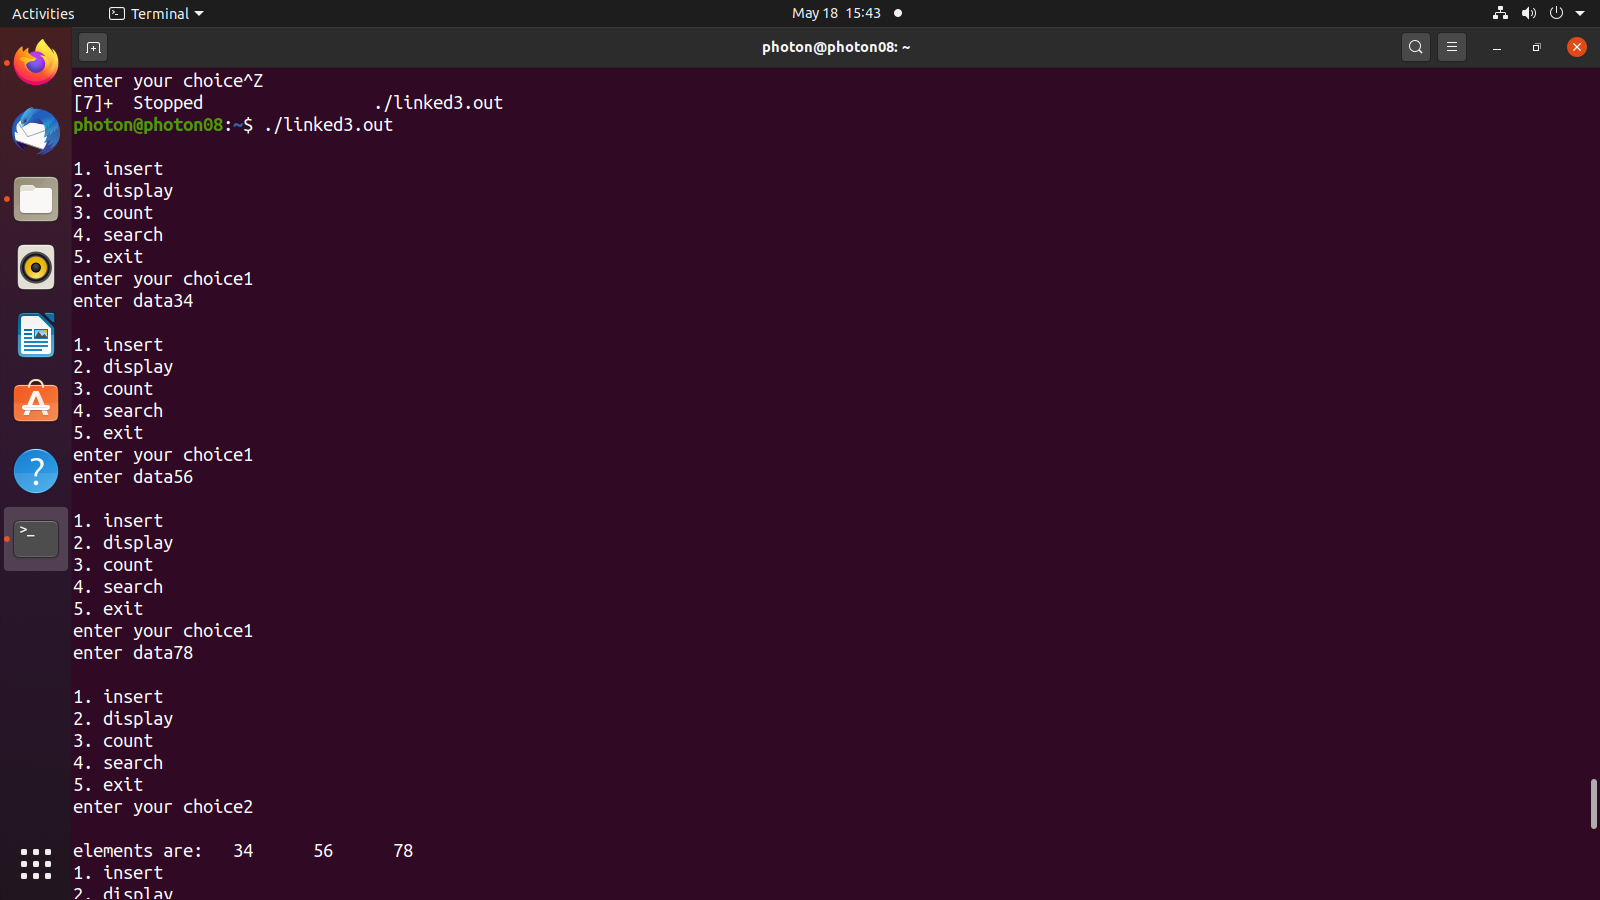 Activities Terminal May 18 15:43
photon@photon08: ~
enter your choice^Z
[7]+  Stopped                 ./linked3.out
photon@photon08:~$ ./linked3.out
1. insert
2. display
3. count
4. search
5. exit
enter your choice1
enter data34
1. insert
2. display
3. count
4. search
5. exit
enter your choice1
enter data56
1. insert
2. display
3. count
4. search
5. exit
enter your choice1
enter data78
1. insert
2. display
3. count
4. search
5. exit
enter your choice2
elements are:   34      56      78
1. insert
2. display